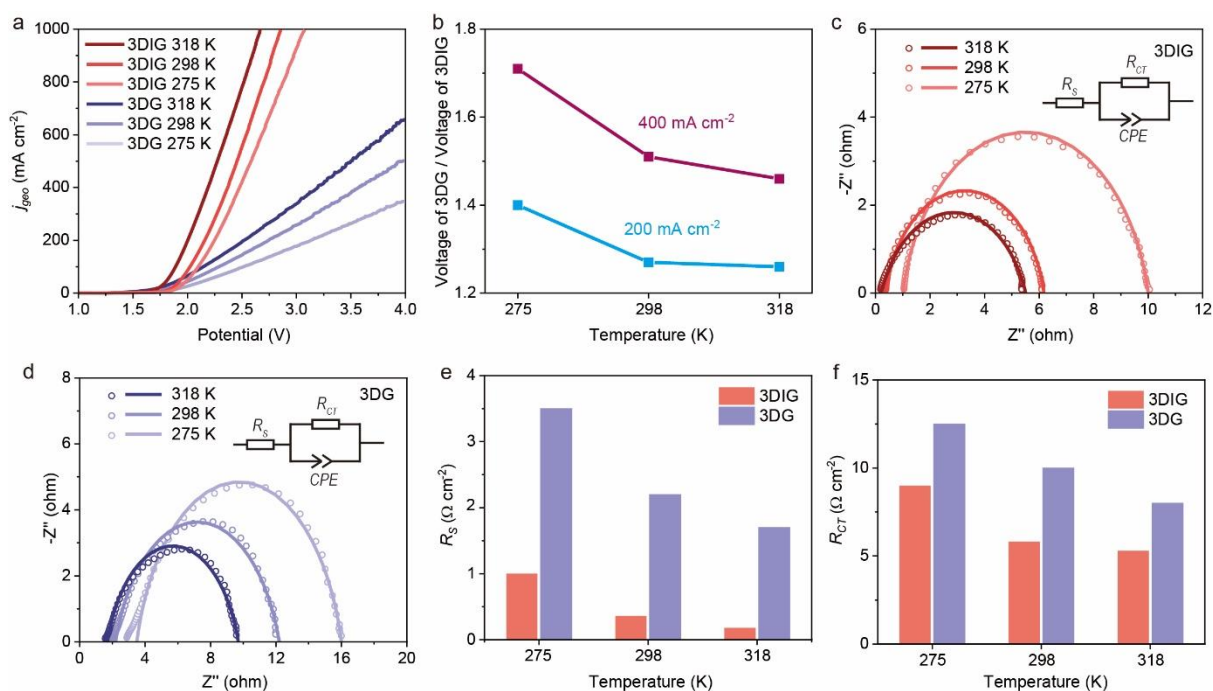 a
1000
800
600
400
200
0
j_geo (mA cm⁻²)
3DIG 318 K
3DIG 298 K
3DIG 275 K
3DG 318 K
3DG 298 K
3DG 275 K
1.0 1.5 2.0 2.5 3.0 3.5 4.0
Potential (V)
b
1.8
1.6
1.4
1.2
Voltage of 3DG / Voltage of 3DIG
400 mA cm⁻²
200 mA cm⁻²
275 298 318
Temperature (K)
c
6
4
2
0
-Z'' (ohm)
318 K
298 K
275 K
3DIG
R_S
R_CT
CPE
0 2 4 6 8 10 12
Z'' (ohm)
d
8
6
4
2
0
-Z'' (ohm)
318 K
298 K
275 K
3DG
R_S
R_CT
CPE
0 4 8 12 16 20
Z'' (ohm)
e
4
3
2
1
0
R_S (Ω cm⁻²)
3DIG
3DG
275 298 318
Temperature (K)
f
15
10
5
0
R_CT (Ω cm⁻²)
3DIG
3DG
275 298 318
Temperature (K)